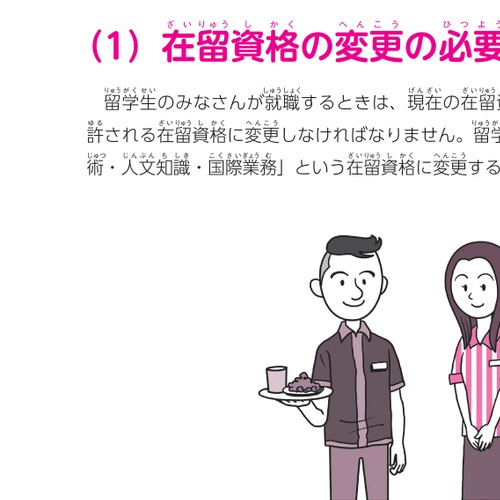 (1) 在留資格の変更の必要
留学生のみなさんが就職するときは、現在の在留
許される在留資格に変更しなければなりません。留学
術・人文知識・国際業務」という在留資格に変更する